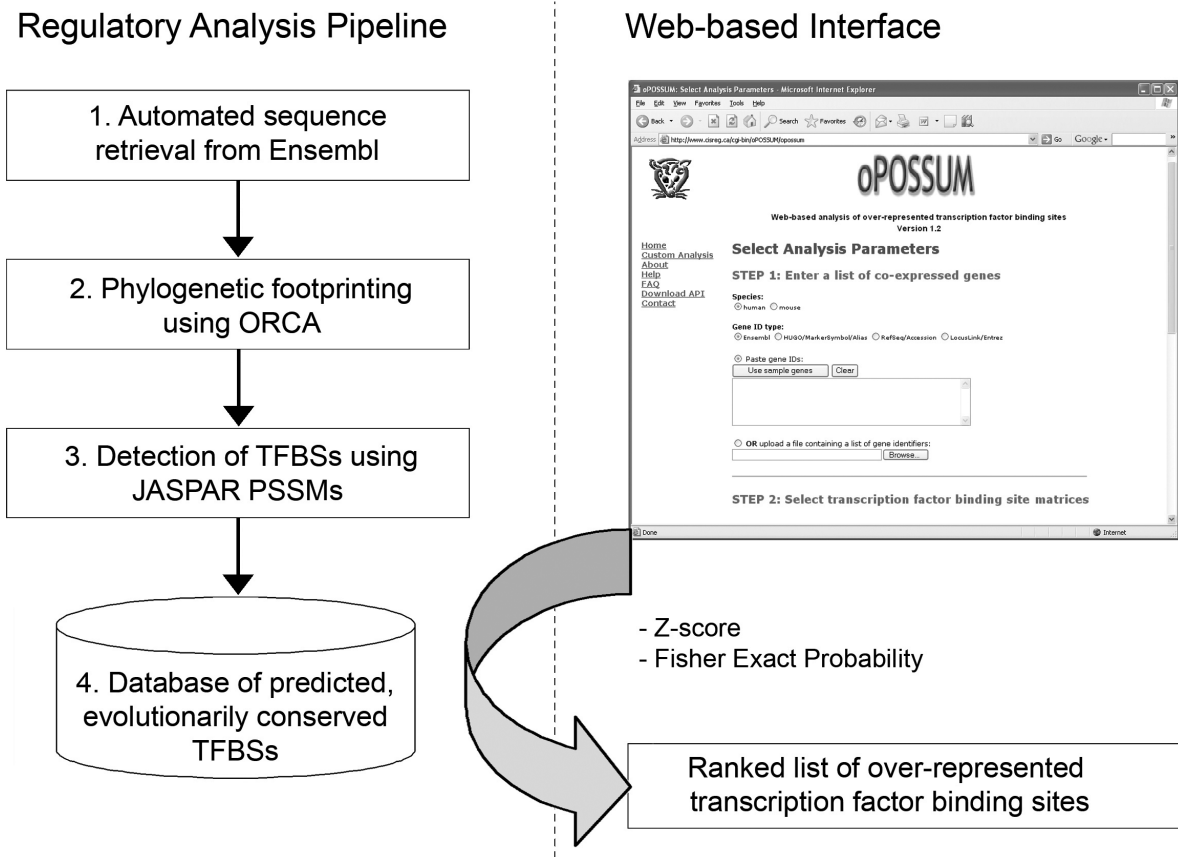 Regulatory Analysis Pipeline
1. Automated sequence
retrieval from Ensembl
2. Phylogenetic footprinting
using ORCA
3. Detection of TFBSs using
JASPAR PSSMs
4. Database of predicted,
evolutionarily conserved
TFBSs
Web-based Interface
oPOSSUM: Select Analysis Parameters - Microsoft Internet Explorer
File Edit View Favorites Tools Help
Back Search Favorites
Address http://www.cisreg.ca/cgi-bin/oPOSSUM/opossum Go Google
oPOSSUM
Web-based analysis of over-represented transcription factor binding sites
Version 1.2
Home
Custom Analysis
About
Help
FAQ
Download API
Contact
Select Analysis Parameters
STEP 1: Enter a list of co-expressed genes
Species:
human mouse
Gene ID type:
Ensembl HUGO/MarkerSymbol/Alias RefSeq/Accession LocusLink/Entrez
Paste gene IDs:
Use sample genes Clear
OR upload a file containing a list of gene identifiers:
Browse...
STEP 2: Select transcription factor binding site matrices
Done Internet
- Z-score
- Fisher Exact Probability
Ranked list of over-represented
transcription factor binding sites